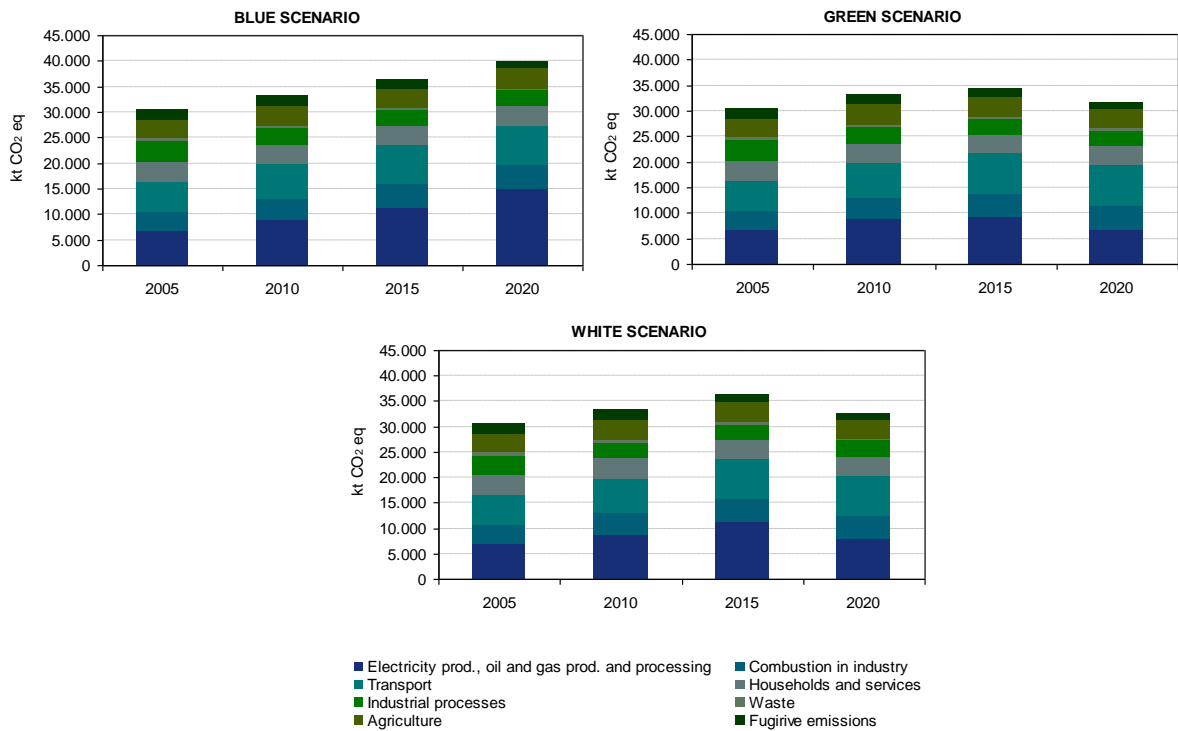 BLUE SCENARIO
45.000
40.000
35.000
30.000
25.000
20.000
15.000
10.000
5.000
0
kt CO2 eq
2005 2010 2015 2020
GREEN SCENARIO
45.000
40.000
35.000
30.000
25.000
20.000
15.000
10.000
5.000
0
kt CO2 eq
2005 2010 2015 2020
WHITE SCENARIO
45.000
40.000
35.000
30.000
25.000
20.000
15.000
10.000
5.000
0
kt CO2 eq
2005 2010 2015 2020
Electricity prod., oil and gas prod. and processing Combustion in industry
Transport Households and services
Industrial processes Waste
Agriculture Fugirive emissions